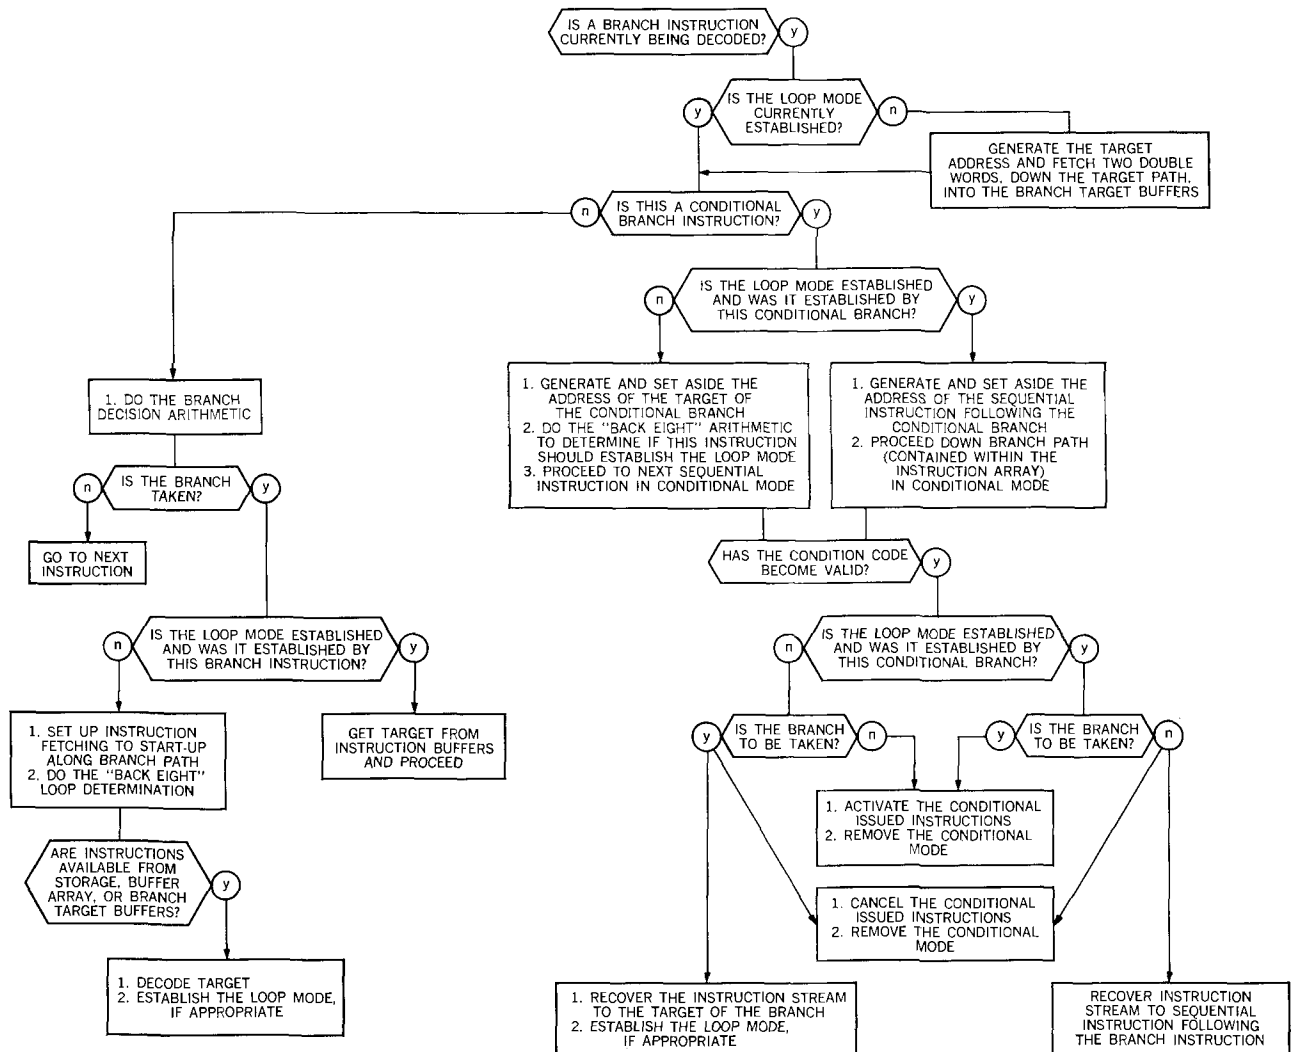 IS A BRANCH INSTRUCTION
CURRENTLY BEING DECODED?
y
IS THE LOOP MODE
CURRENTLY
ESTABLISHED?
y
n
GENERATE THE TARGET
ADDRESS AND FETCH TWO DOUBLE
WORDS, DOWN THE TARGET PATH,
INTO THE BRANCH TARGET BUFFERS
IS THIS A CONDITIONAL
BRANCH INSTRUCTION?
n
y
IS THE LOOP MODE ESTABLISHED
AND WAS IT ESTABLISHED BY
THIS CONDITIONAL BRANCH?
n
y
1. DO THE BRANCH
DECISION ARITHMETIC
1. GENERATE AND SET ASIDE THE
ADDRESS OF THE TARGET OF
THE CONDITIONAL BRANCH
2. DO THE "BACK EIGHT" ARITHMETIC
TO DETERMINE IF THIS INSTRUCTION
SHOULD ESTABLISH THE LOOP MODE
3. PROCEED TO NEXT SEQUENTIAL
INSTRUCTION IN CONDITIDNAL MODE
1. GENERATE AND SET ASIDE THE
ADDRESS OF THE SEQUENTIAL
INSTRUCTION FOLLOWING THE
CONDITIONAL BRANCH
2. PROCEED DOWN BRANCH PATH
(CONTAINED WITHIN THE
INSTRUCTION ARRAY)
IN CONDITIONAL MODE
IS THE BRANCH
TAKEN?
n
y
GO TO NEXT
INSTRUCTION
HAS THE CONDITION CODE
BECOME VALID?
y
IS THE LOOP MODE ESTABLISHED
AND WAS IT ESTABLISHED BY
THIS BRANCH INSTRUCTION?
n
y
IS THE LOOP MODE ESTABLISHED
AND WAS IT ESTABLISHED BY
THIS CONDITIONAL BRANCH?
n
y
1. SET UP INSTRUCTION
FETCHING TO START-UP
ALONG BRANCH PATH
2. DO THE "BACK EIGHT"
LOOP DETERMINATION
GET TARGET FROM
INSTRUCTION BUFFERS
AND PROCEED
IS THE BRANCH
TO BE TAKEN?
y
n
IS THE BRANCH
TO BE TAKEN?
y
n
1. ACTIVATE THE CONDITIONAL
ISSUED INSTRUCTIONS
2. REMOVE THE CONDITIONAL
MODE
ARE INSTRUCTIONS
AVAILABLE FROM
STORAGE, BUFFER
ARRAY, OR BRANCH
TARGET BUFFERS?
y
1. CANCEL THE CONDITIONAL
ISSUED INSTRUCTIONS
2. REMOVE THE CONDITIONAL
MODE
1. DECODE TARGET
2. ESTABLISH THE LOOP MODE,
IF APPROPRIATE
1. RECOVER THE INSTRUCTION STREAM
TO THE TARGET OF THE BRANCH
2. ESTABLISH THE LOOP MODE,
IF APPROPRIATE
RECOVER INSTRUCTION
STREAM TO SEQUENTIAL
INSTRUCTION FOLLOWING
THE BRANCH INSTRUCTION